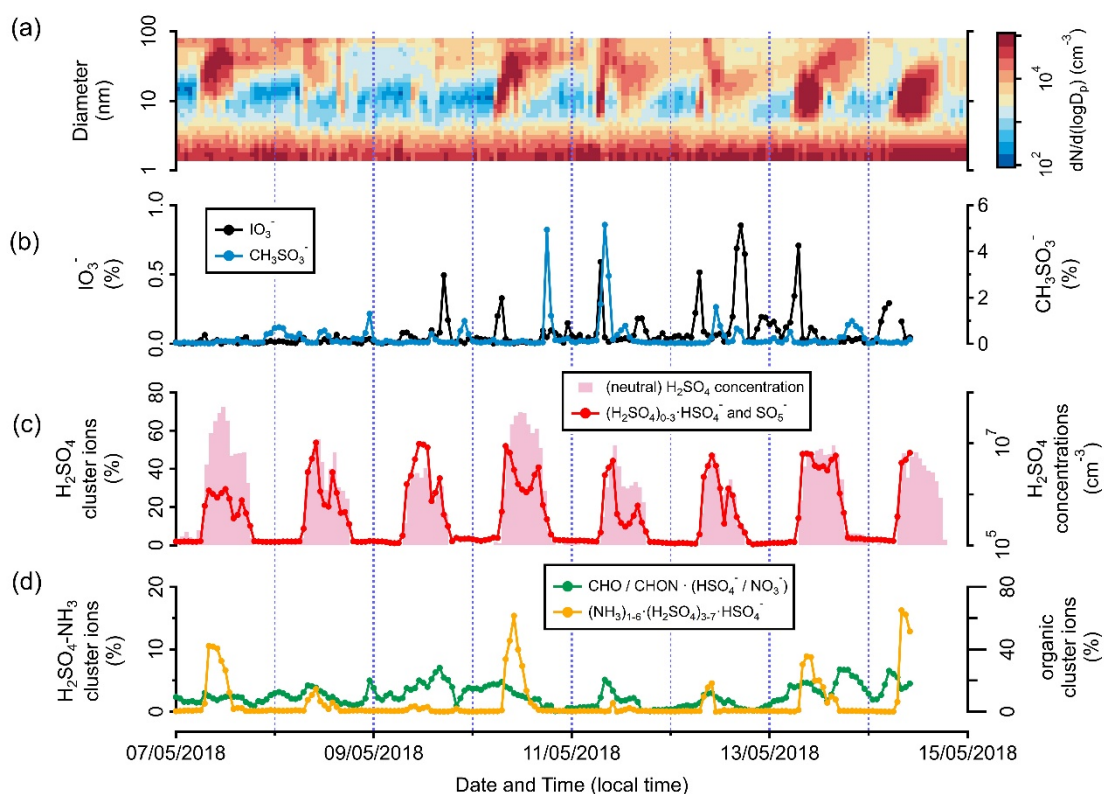 (a)
100
10
1
Diameter
(nm)
10⁴
10²
dN/d(logDₚ) (cm⁻³)
(b)
1.0
0.5
0.0
IO₃⁻
(%)
IO₃⁻
CH₃SO₃⁻
6
4
2
0
CH₃SO₃⁻
(%)
(c)
80
60
40
20
0
H₂SO₄
cluster ions
(%)
(neutral) H₂SO₄ concentration
(H₂SO₄)₀₋₃·HSO₄⁻ and SO₅⁻
10⁷
10⁵
H₂SO₄
concentrations
(cm⁻³)
(d)
20
10
0
H₂SO₄-NH₃
cluster ions
(%)
CHO / CHON · (HSO₄⁻ / NO₃⁻)
(NH₃)₁₋₆·(H₂SO₄)₃₋₇·HSO₄⁻
80
40
0
organic
cluster ions
(%)
07/05/2018
09/05/2018
11/05/2018
13/05/2018
15/05/2018
Date and Time (local time)